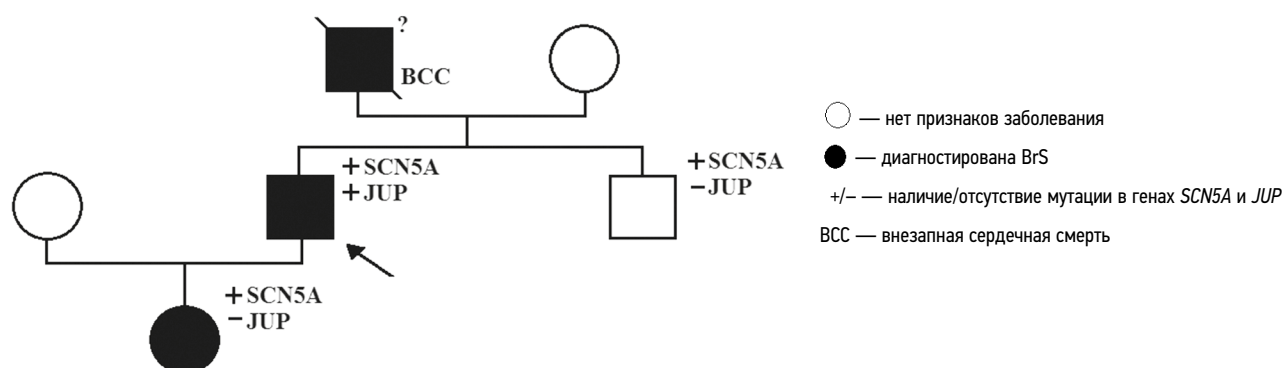 ?
ВСС
+ SCN5A
+ JUP
+ SCN5A
− JUP
+ SCN5A
− JUP
— нет признаков заболевания
— диагностирована BrS
+/− — наличие/отсутствие мутации в генах SCN5A и JUP
ВСС — внезапная сердечная смерть